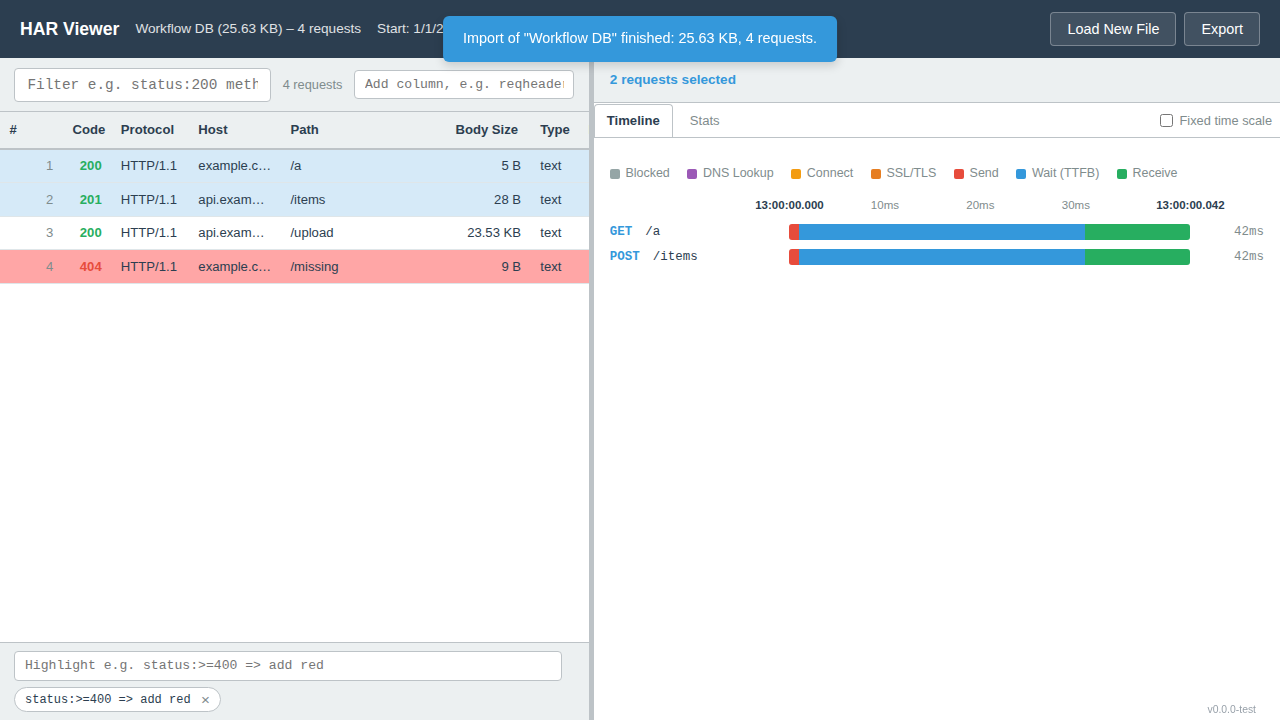 HAR Viewer Workflow DB (25.63 KB) – 4 requests Start: 1/1/2
Import of "Workflow DB" finished: 25.63 KB, 4 requests.
Load New File Export
Filter e.g. status:200 meth 4 requests Add column, e.g. reqheade
2 requests selected
# Code Protocol Host Path Body Size Type
1 200 HTTP/1.1 example.c… /a 5 B text
2 201 HTTP/1.1 api.exam… /items 28 B text
3 200 HTTP/1.1 api.exam… /upload 23.53 KB text
4 404 HTTP/1.1 example.c… /missing 9 B text
Timeline Stats Fixed time scale
Blocked DNS Lookup Connect SSL/TLS Send Wait (TTFB) Receive
13:00:00.000 10ms 20ms 30ms 13:00:00.042
GET /a 42ms
POST /items 42ms
Highlight e.g. status:>=400 => add red
status:>=400 => add red ×
v0.0.0-test